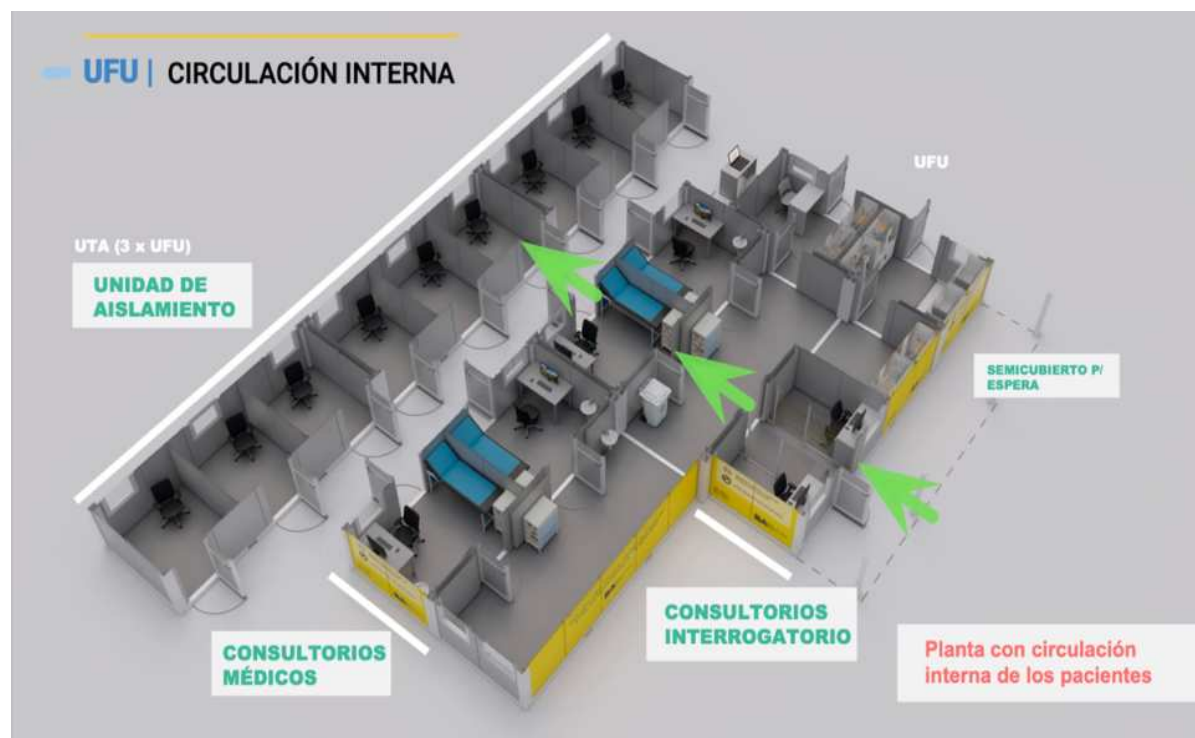 UFU | CIRCULACIÓN INTERNA
UFU
UTA (3 x UFU)
UNIDAD DE
AISLAMIENTO
SEMICUBIERTO P/
ESPERA
CONSULTORIOS
INTERROGATORIO
CONSULTORIOS
MÉDICOS
Planta con circulación
interna de los pacientes